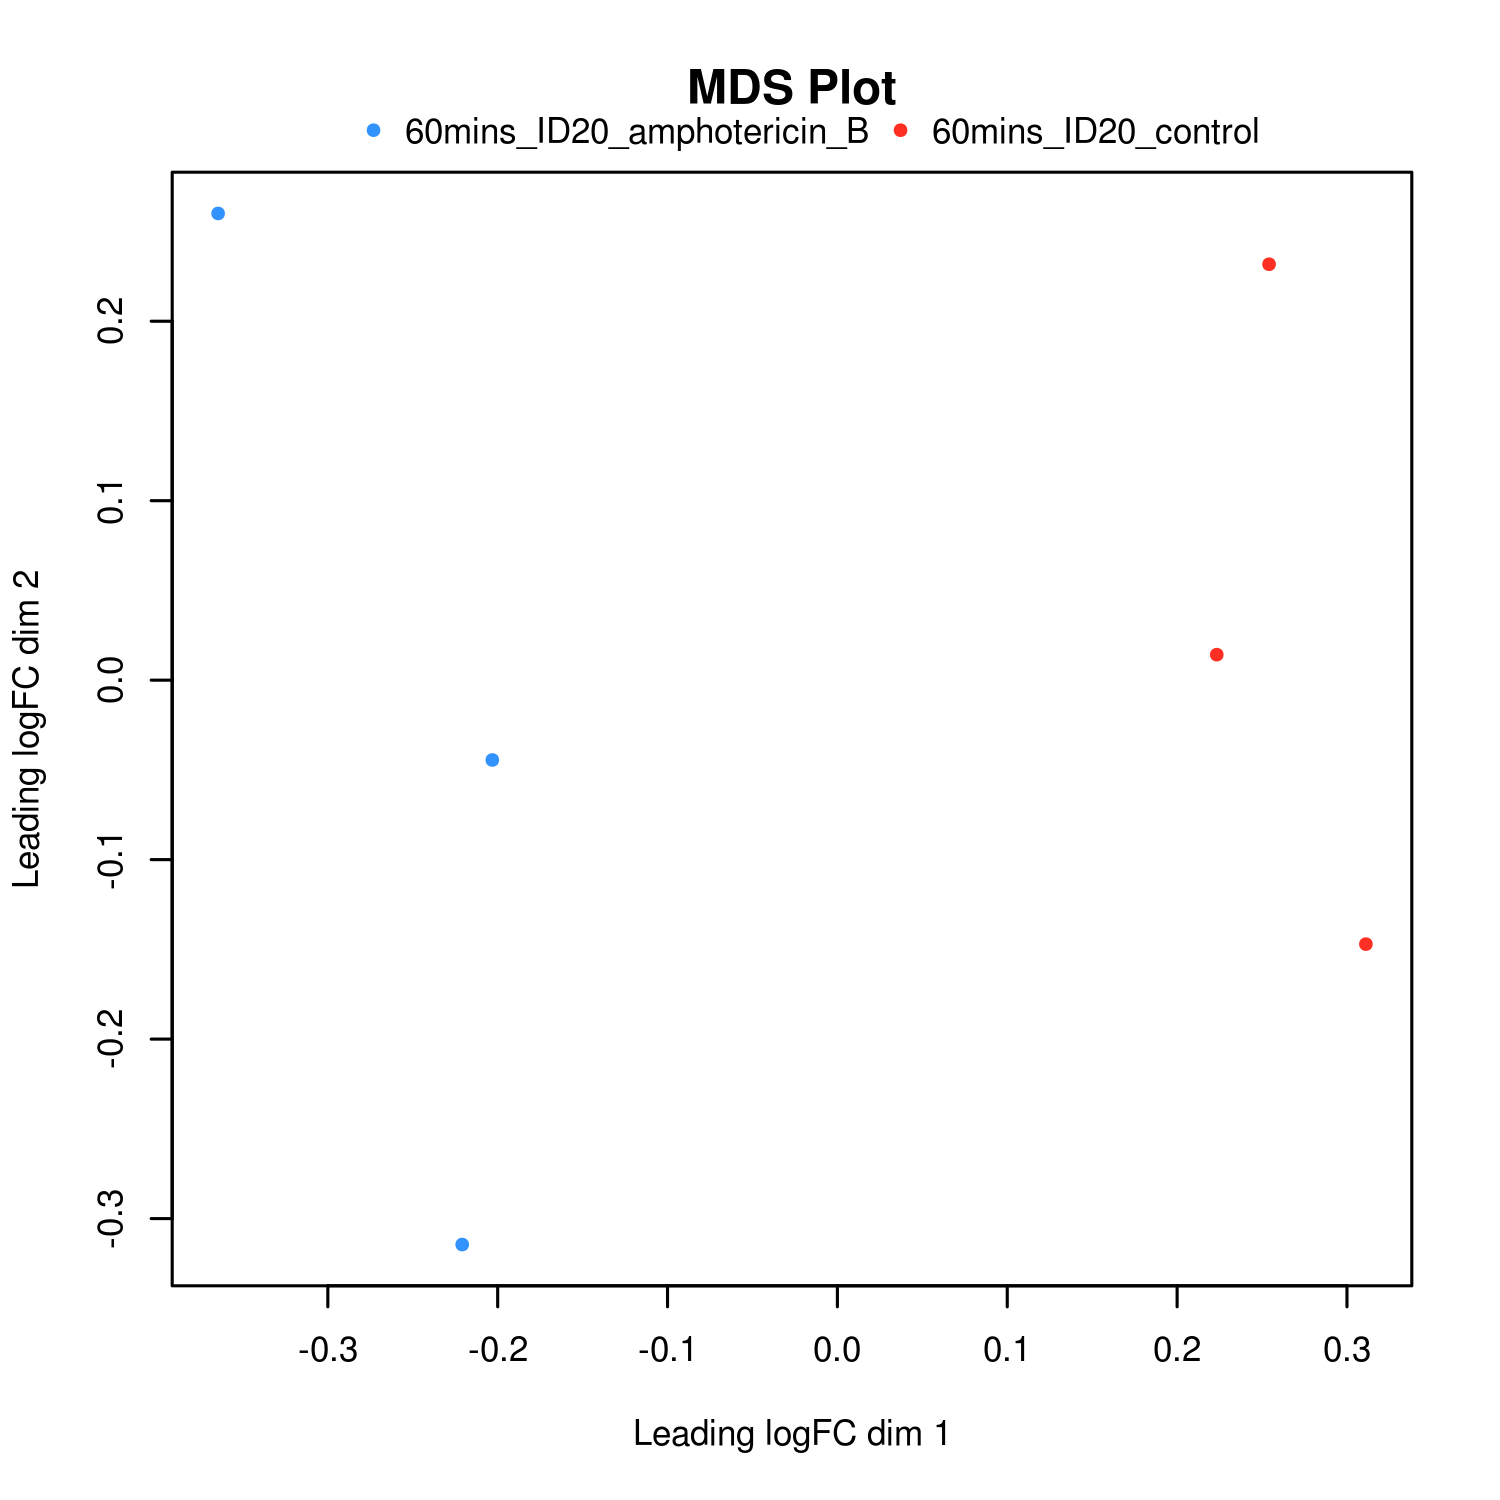 MDS Plot
60mins_ID20_amphotericin_B 60mins_ID20_control
Leading logFC dim 2
0.2
0.1
0.0
-0.1
-0.2
-0.3
-0.3 -0.2 -0.1 0.0 0.1 0.2 0.3
Leading logFC dim 1